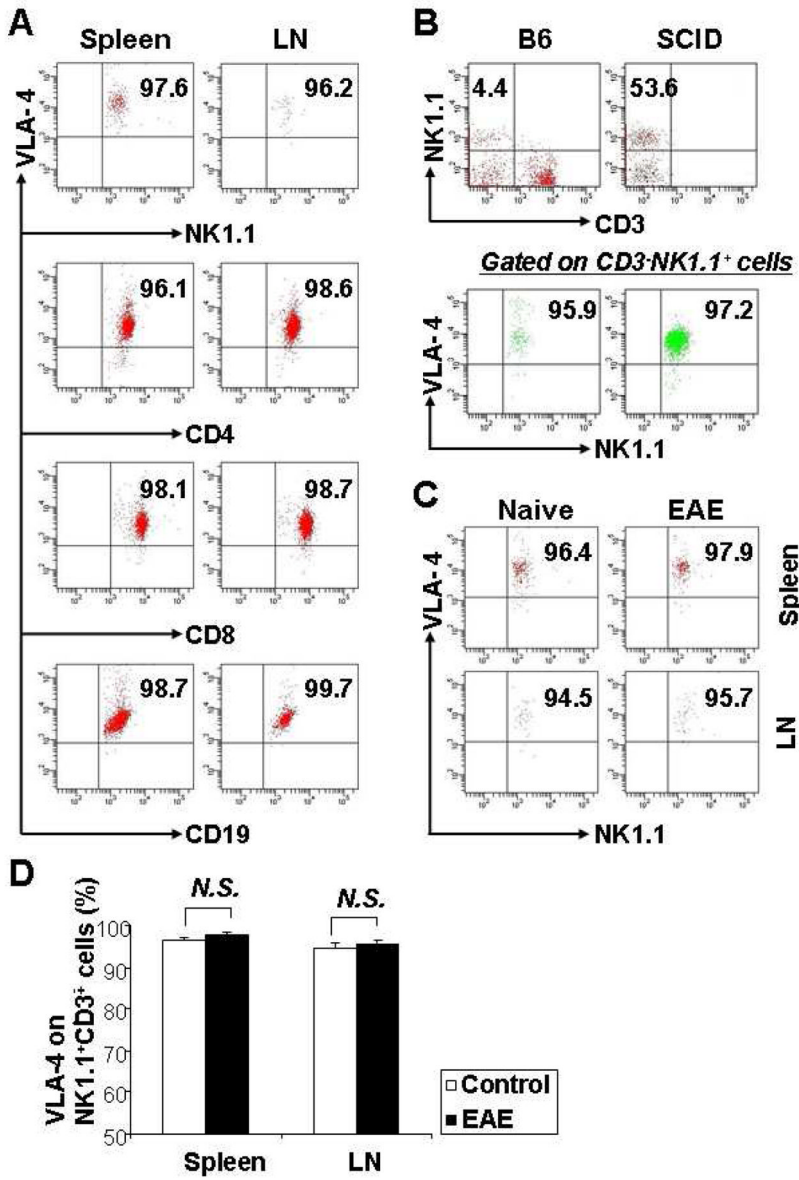 A
Spleen LN
VLA-4
97.6 96.2
NK1.1
96.1 98.6
CD4
98.1 98.7
CD8
98.7 99.7
CD19
B
B6 SCID
NK1.1
4.4 53.6
CD3
Gated on CD3-NK1.1+ cells
VLA-4
95.9 97.2
NK1.1
C
Naive EAE
VLA-4
96.4 97.9
Spleen
94.5 95.7
LN
NK1.1
D
VLA-4 on
NK1.1+CD3- cells (%)
N.S. N.S.
100
90
80
70
60
50
Spleen LN
Control
EAE